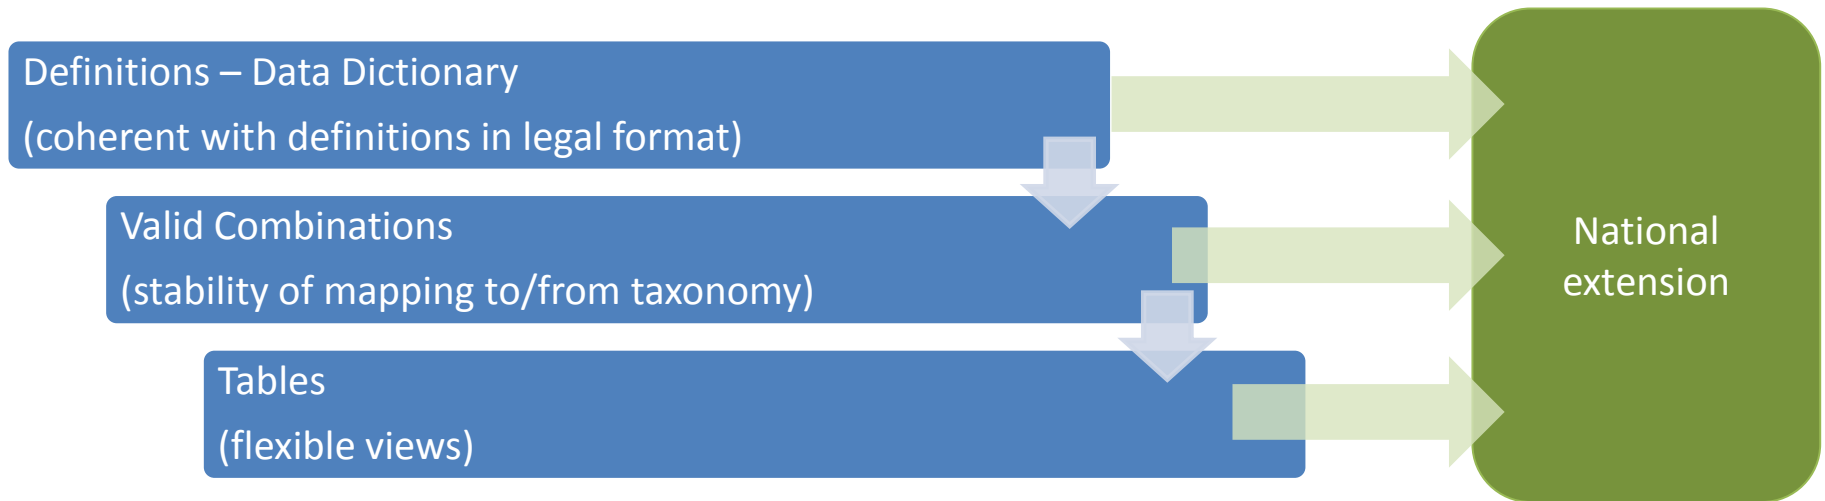 Definitions – Data Dictionary
(coherent with definitions in legal format)
Valid Combinations
(stability of mapping to/from taxonomy)
Tables
(flexible views)
National
extension